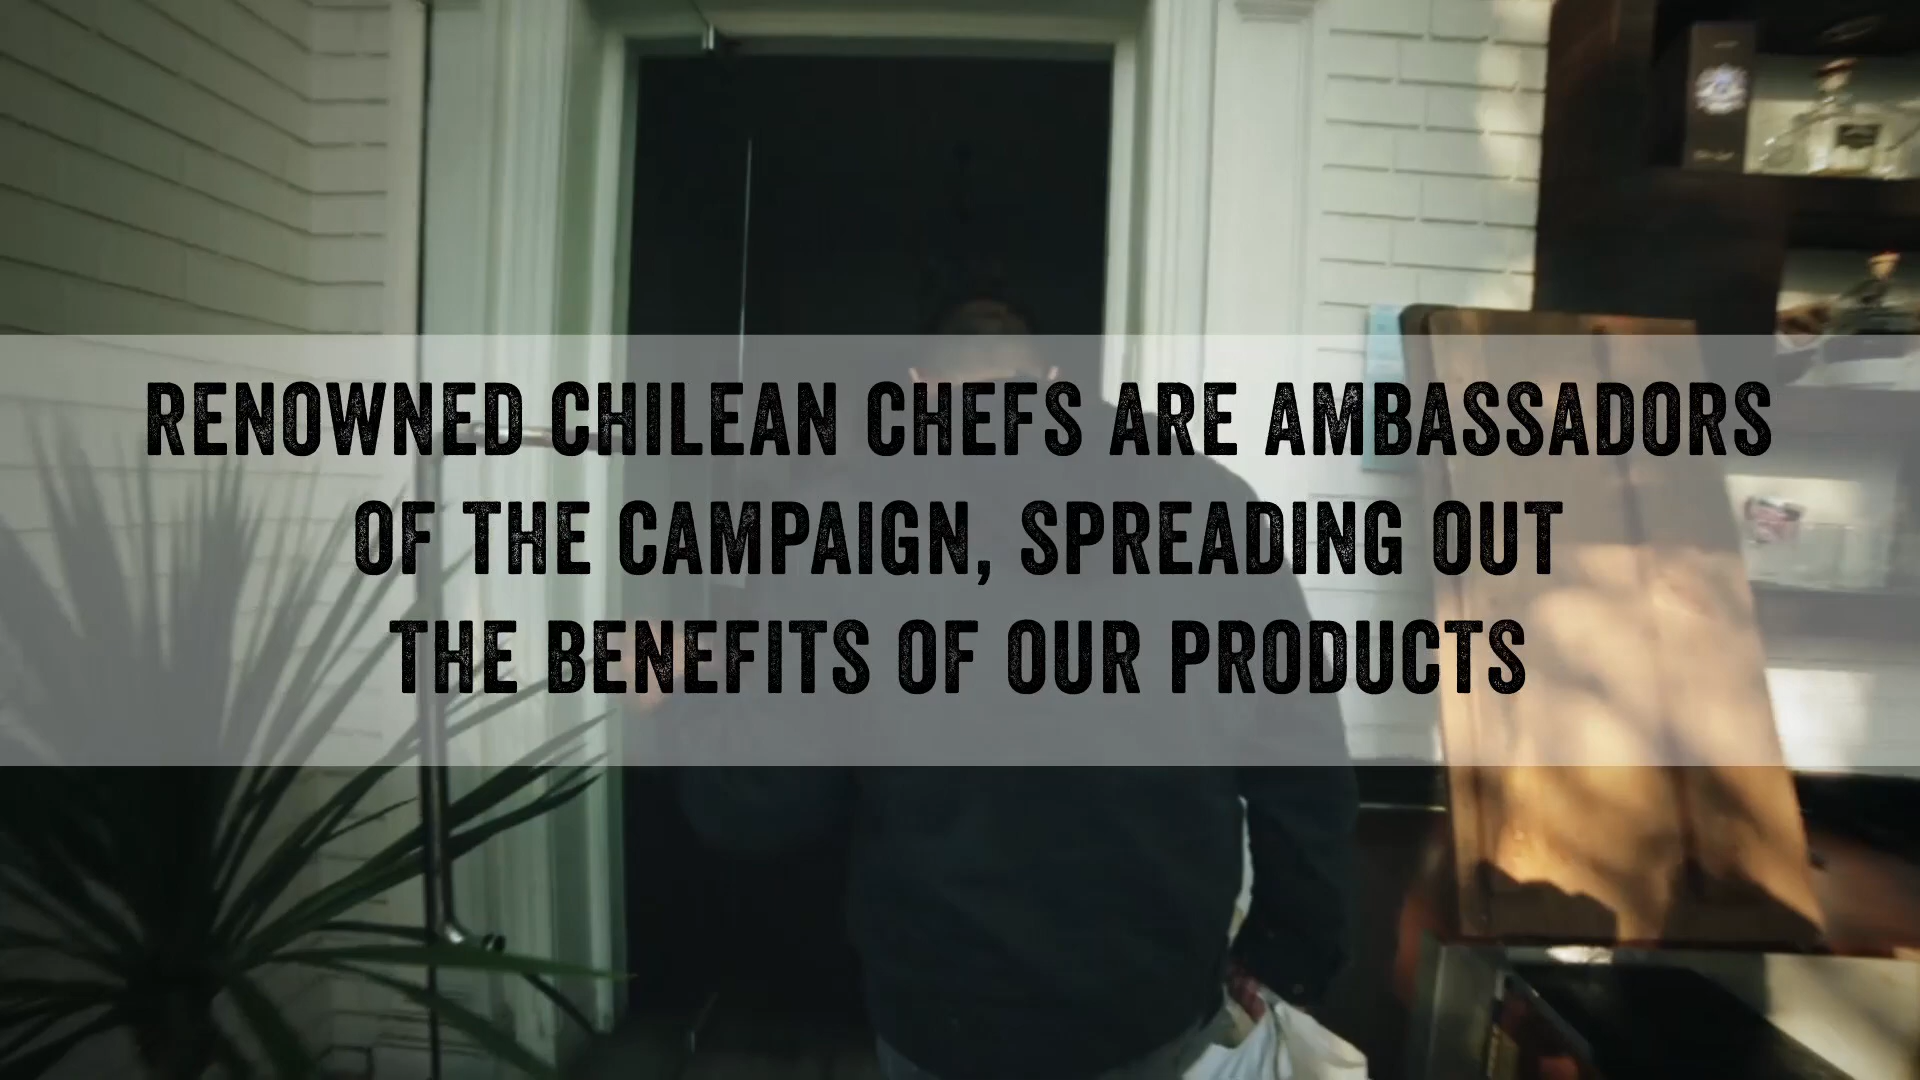 RENOWNED CHILEAN CHEFS ARE AMBASSADORS
OF THE CAMPAIGN, SPREADING OUT
THE BENEFITS OF OUR PRODUCTS